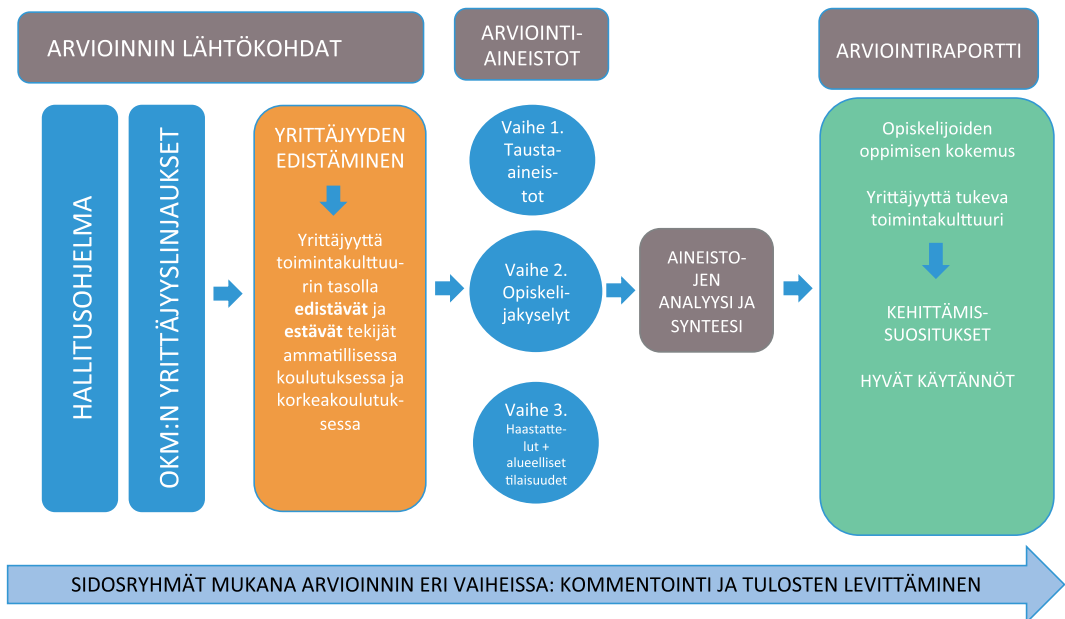 ARVIOINNIN LÄHTÖKOHDAT
HALLITUSOHJELMA
OKM:N YRITTÄJYYSLINJAUKSET
YRITTÄJYYDEN
EDISTÄMINEN
Yrittäjyyttä
toimintakulttuu-
rin tasolla
edistävät ja
estävät tekijät
ammatillisessa
koulutuksessa ja
korkeakoulutuk-
sessa
ARVIOINTI-
AINEISTOT
Vaihe 1.
Tausta-
aineis-
tot
Vaihe 2.
Opiskeli-
jakyselyt
Vaihe 3.
Haastatte-
lut +
alueelliset
tilaisuudet
AINEISTO-
JEN
ANALYYSI JA
SYNTEESI
ARVIOINTIRAPORTTI
Opiskelijoiden
oppimisen kokemus
Yrittäjyyttä tukeva
toimintakulttuuri
KEHITTÄMIS-
SUOSITUKSET
HYVÄT KÄYTÄNNÖT
SIDOSRYHMÄT MUKANA ARVIOINNIN ERI VAIHEISSA: KOMMENTOINTI JA TULOSTEN LEVITTÄMINEN